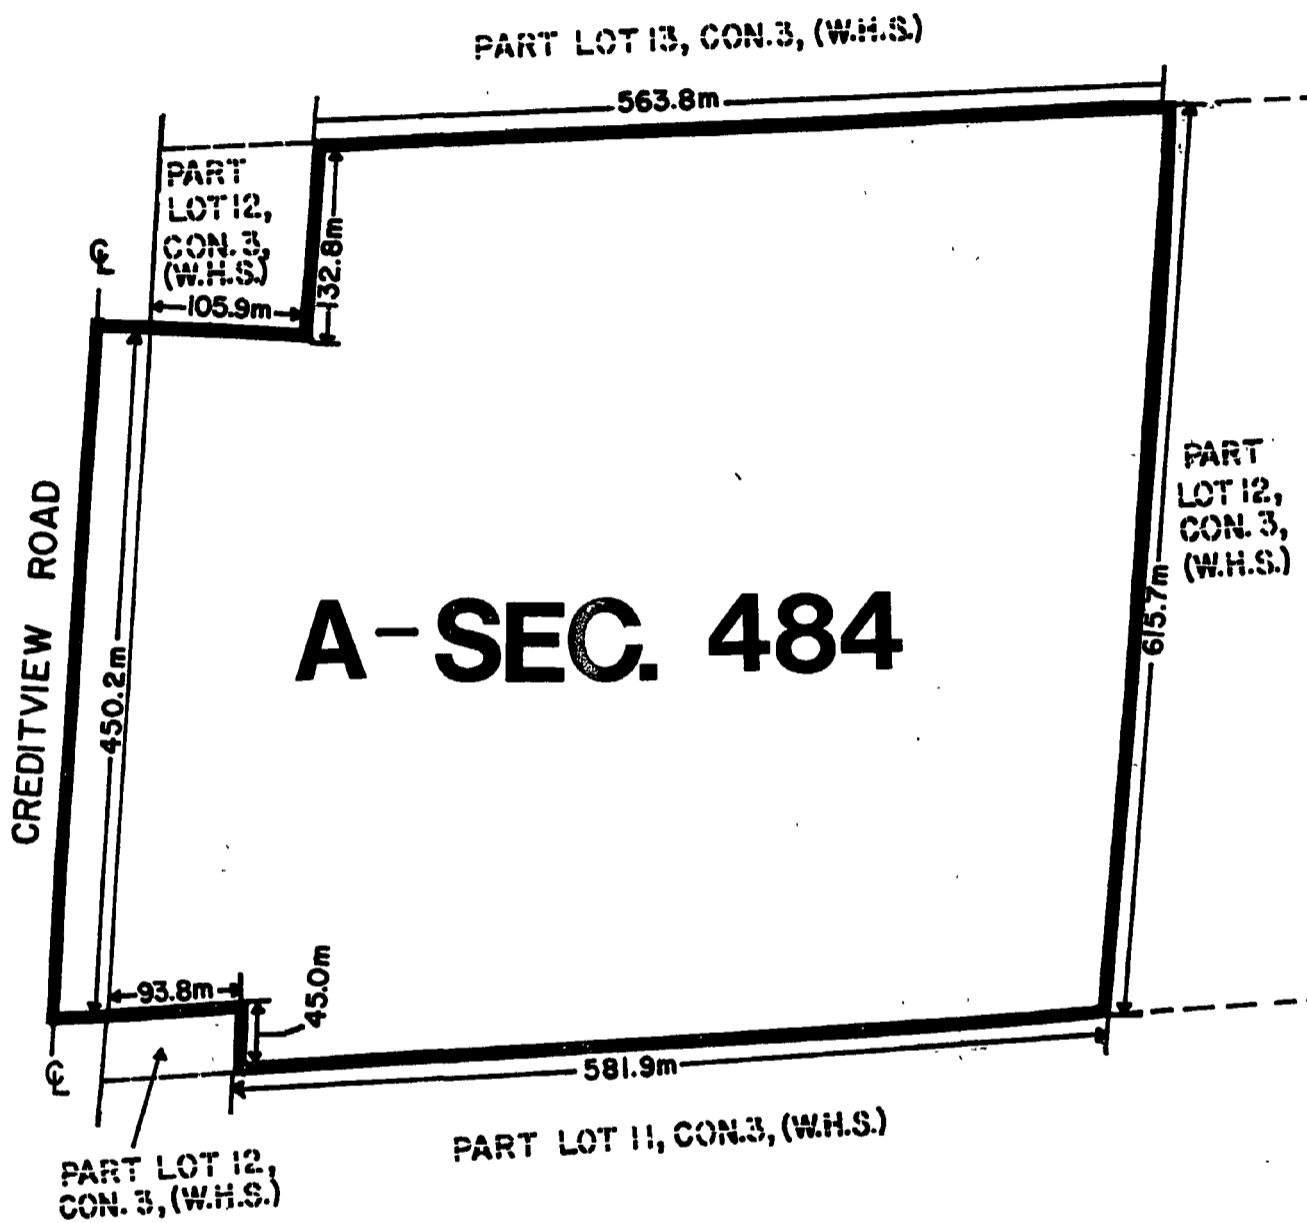 PART LOT 13, CON. 3, (W.H.S.)
563.8m
PART
LOT 12,
CON. 3,
(W.H.S.)
132.8m
105.9m
℄
CREDITVIEW ROAD
450.2m
A-SEC. 484
PART
LOT 12,
CON. 3,
(W.H.S.)
615.7m
93.8m
45.0m
℄
581.9m
PART LOT 11, CON. 3, (W.H.S.)
PART LOT 12,
CON. 3, (W.H.S.)